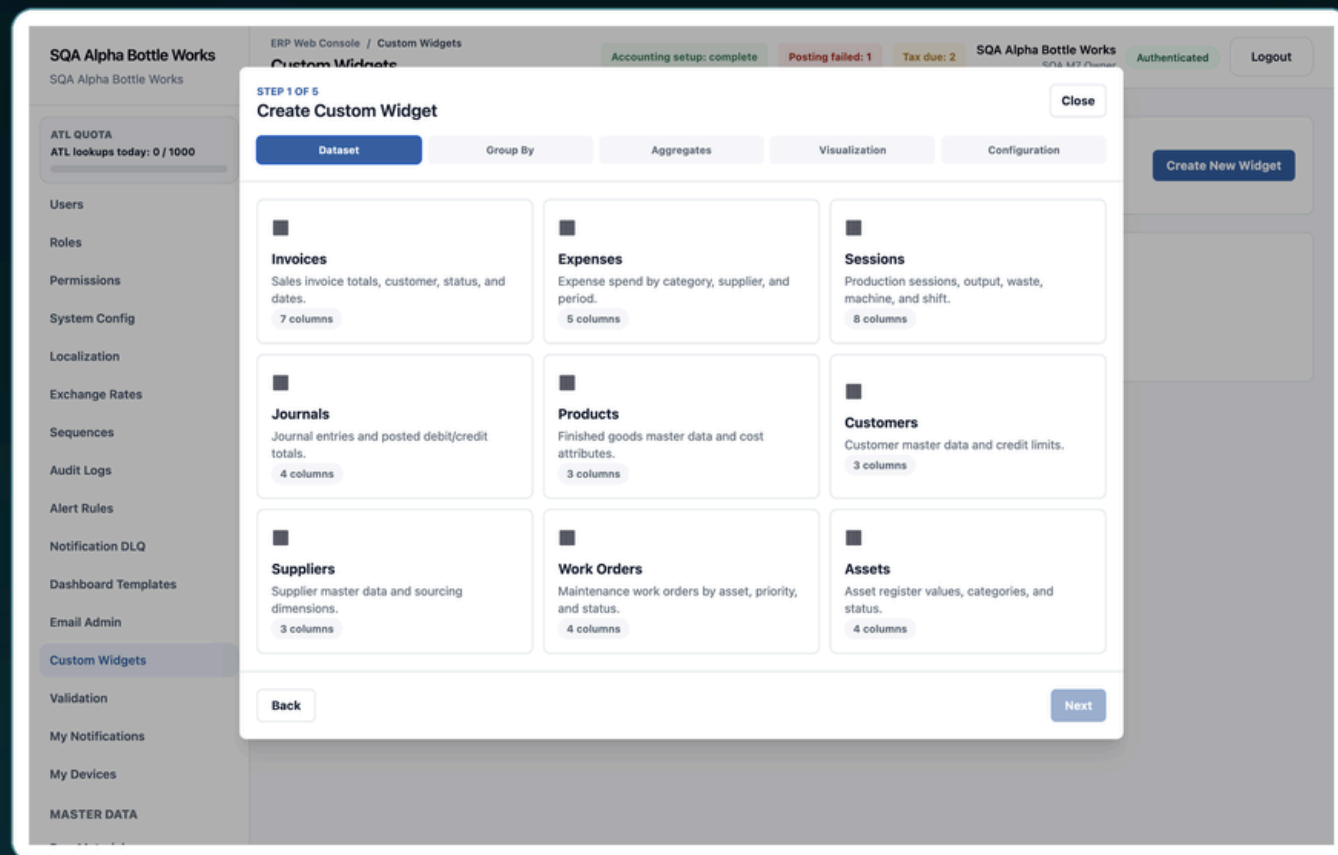 SQA Alpha Bottle Works
SQA Alpha Bottle Works
ATL QUOTA
ATL lookups today: 0 / 1000
Users
Roles
Permissions
System Config
Localization
Exchange Rates
Sequences
Audit Logs
Alert Rules
Notification DLQ
Dashboard Templates
Email Admin
Custom Widgets
Validation
My Notifications
My Devices
MASTER DATA
ERP Web Console / Custom Widgets
Custom Widgets
Accounting setup: complete
Posting failed: 1
Tax due: 2
SQA Alpha Bottle Works
SQA M7 Owner
Authenticated
Logout
Create New Widget
STEP 1 OF 5
Create Custom Widget
Close
Dataset
Group By
Aggregates
Visualization
Configuration
Invoices
Sales invoice totals, customer, status, and
dates.
7 columns
Expenses
Expense spend by category, supplier, and
period.
5 columns
Sessions
Production sessions, output, waste,
machine, and shift.
8 columns
Journals
Journal entries and posted debit/credit
totals.
4 columns
Products
Finished goods master data and cost
attributes.
3 columns
Customers
Customer master data and credit limits.
3 columns
Suppliers
Supplier master data and sourcing
dimensions.
3 columns
Work Orders
Maintenance work orders by asset, priority,
and status.
4 columns
Assets
Asset register values, categories, and
status.
4 columns
Back
Next